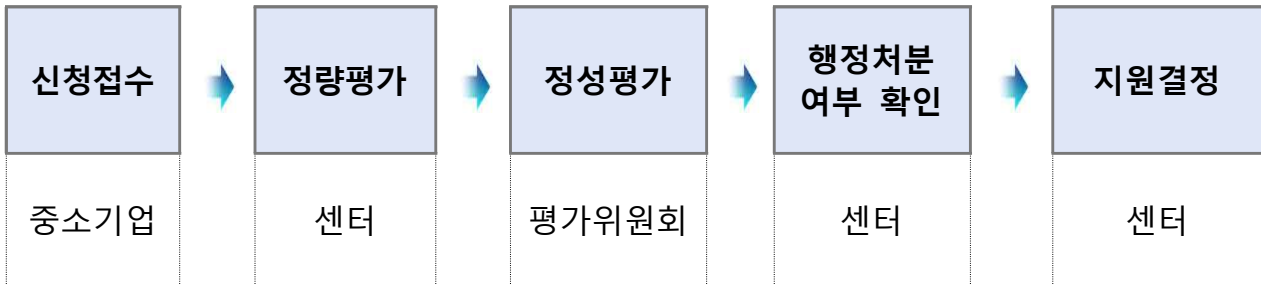 신청접수
정량평가
정성평가
행정처분
여부 확인
지원결정
중소기업
센터
평가위원회
센터
센터